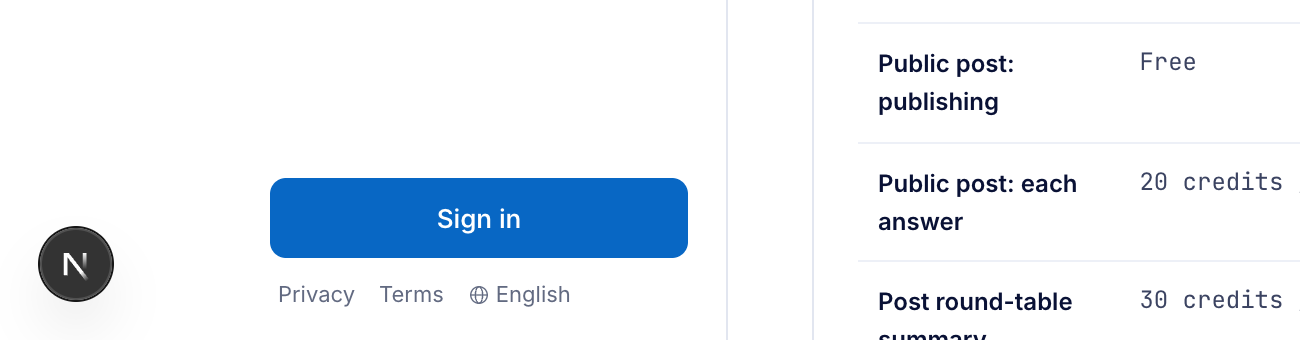 Public post:
publishing
Free
Public post: each
answer
20 credits
Post round-table
summary
30 credits
Sign in
N
Privacy
Terms
English